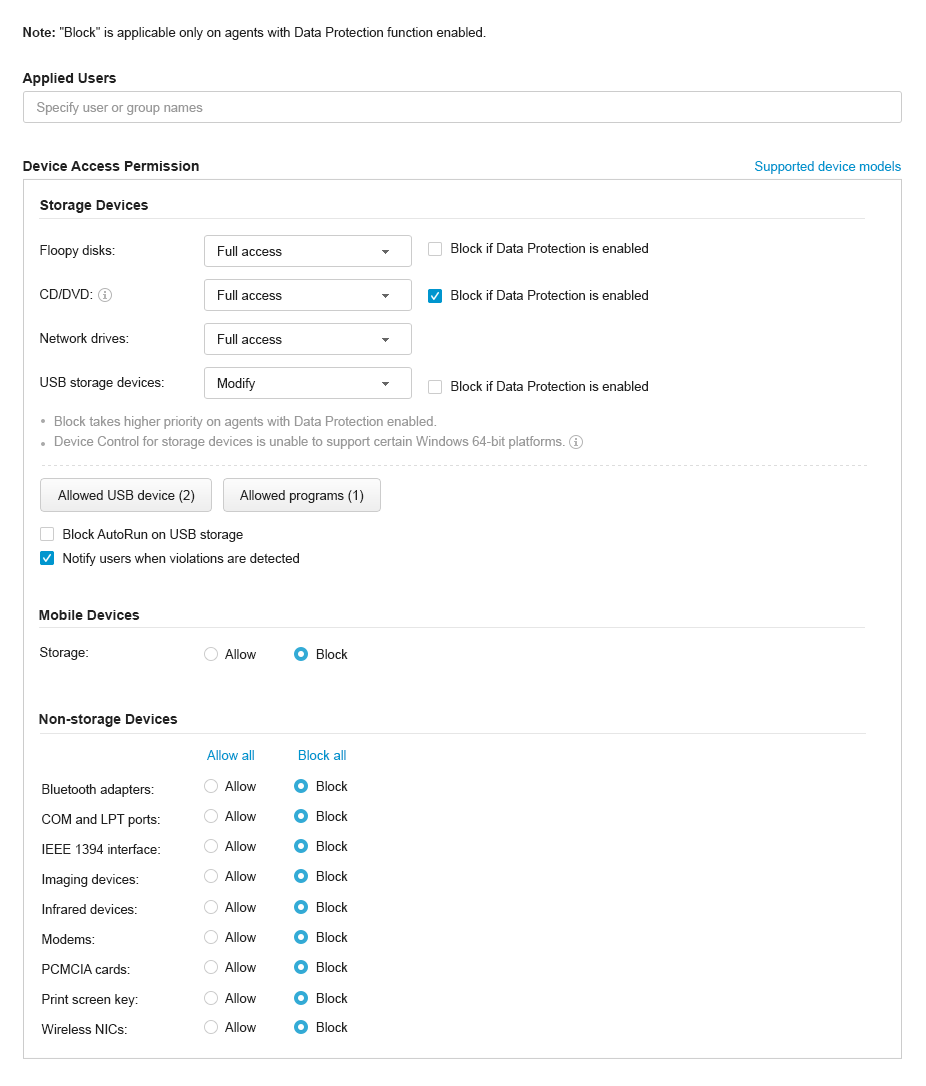 Note: "Block" is applicable only on agents with Data Protection function enabled.
Applied Users
Specify user or group names
Device Access Permission Supported device models
Storage Devices
Floopy disks: Full access Block if Data Protection is enabled
CD/DVD: Full access Block if Data Protection is enabled
Network drives: Full access
USB storage devices: Modify Block if Data Protection is enabled
• Block takes higher priority on agents with Data Protection enabled.
• Device Control for storage devices is unable to support certain Windows 64-bit platforms.
Allowed USB device (2) Allowed programs (1)
Block AutoRun on USB storage
Notify users when violations are detected
Mobile Devices
Storage: Allow Block
Non-storage Devices
Allow all Block all
Bluetooth adapters: Allow Block
COM and LPT ports: Allow Block
IEEE 1394 interface: Allow Block
Imaging devices: Allow Block
Infrared devices: Allow Block
Modems: Allow Block
PCMCIA cards: Allow Block
Print screen key: Allow Block
Wireless NICs: Allow Block